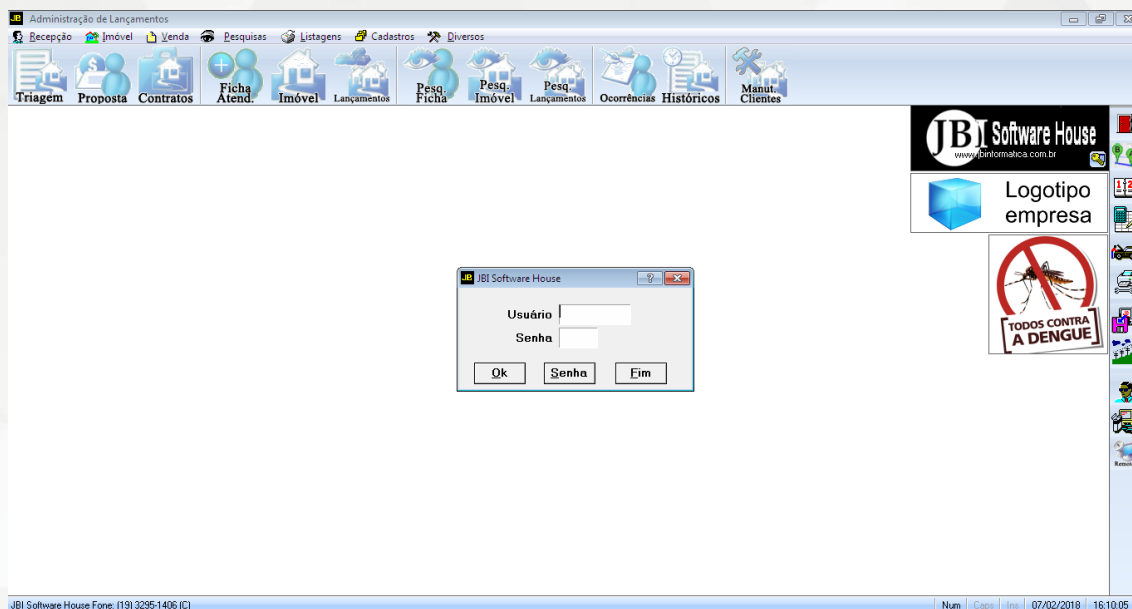 JB Administração de Lançamentos
Recepção Imóvel Venda Pesquisas Listagens Cadastros Diversos
Triagem Proposta Contratos Ficha Atend. Imóvel Lançamentos Pesq. Ficha Pesq. Imóvel Pesq. Lançamentos Ocorrências Históricos Manut. Clientes
JBI Software House
www.jbinformatica.com.br
Logotipo
empresa
TODOS CONTRA
A DENGUE
JB JBI Software House
Usuário
Senha
Ok Senha Fim
JBI Software House Fone: (19) 3295-1406 (C) Num Caps Ins 07/02/2018 16:10:05